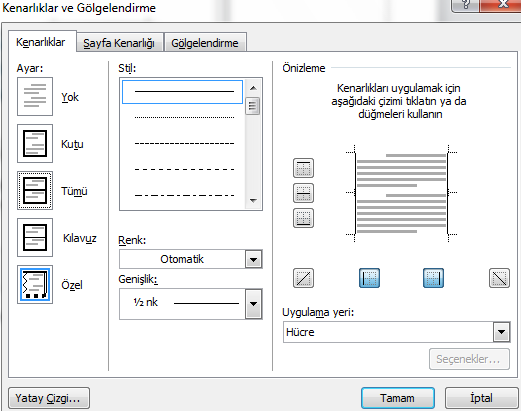 Kenarlıklar ve Gölgelendirme
Kenarlıklar
Sayfa Kenarlığı
Gölgelendirme
Ayar:
Yok
Kutu
Tümü
Kılavuz
Özel
Stil:
Renk:
Otomatik
Genişlik:
½ nk
Önizleme
Kenarlıkları uygulamak için
aşağıdaki çizimi tıklatın ya da
düğmeleri kullanın
Uygulama yeri:
Hücre
Seçenekler...
Yatay Çizgi...
Tamam
İptal